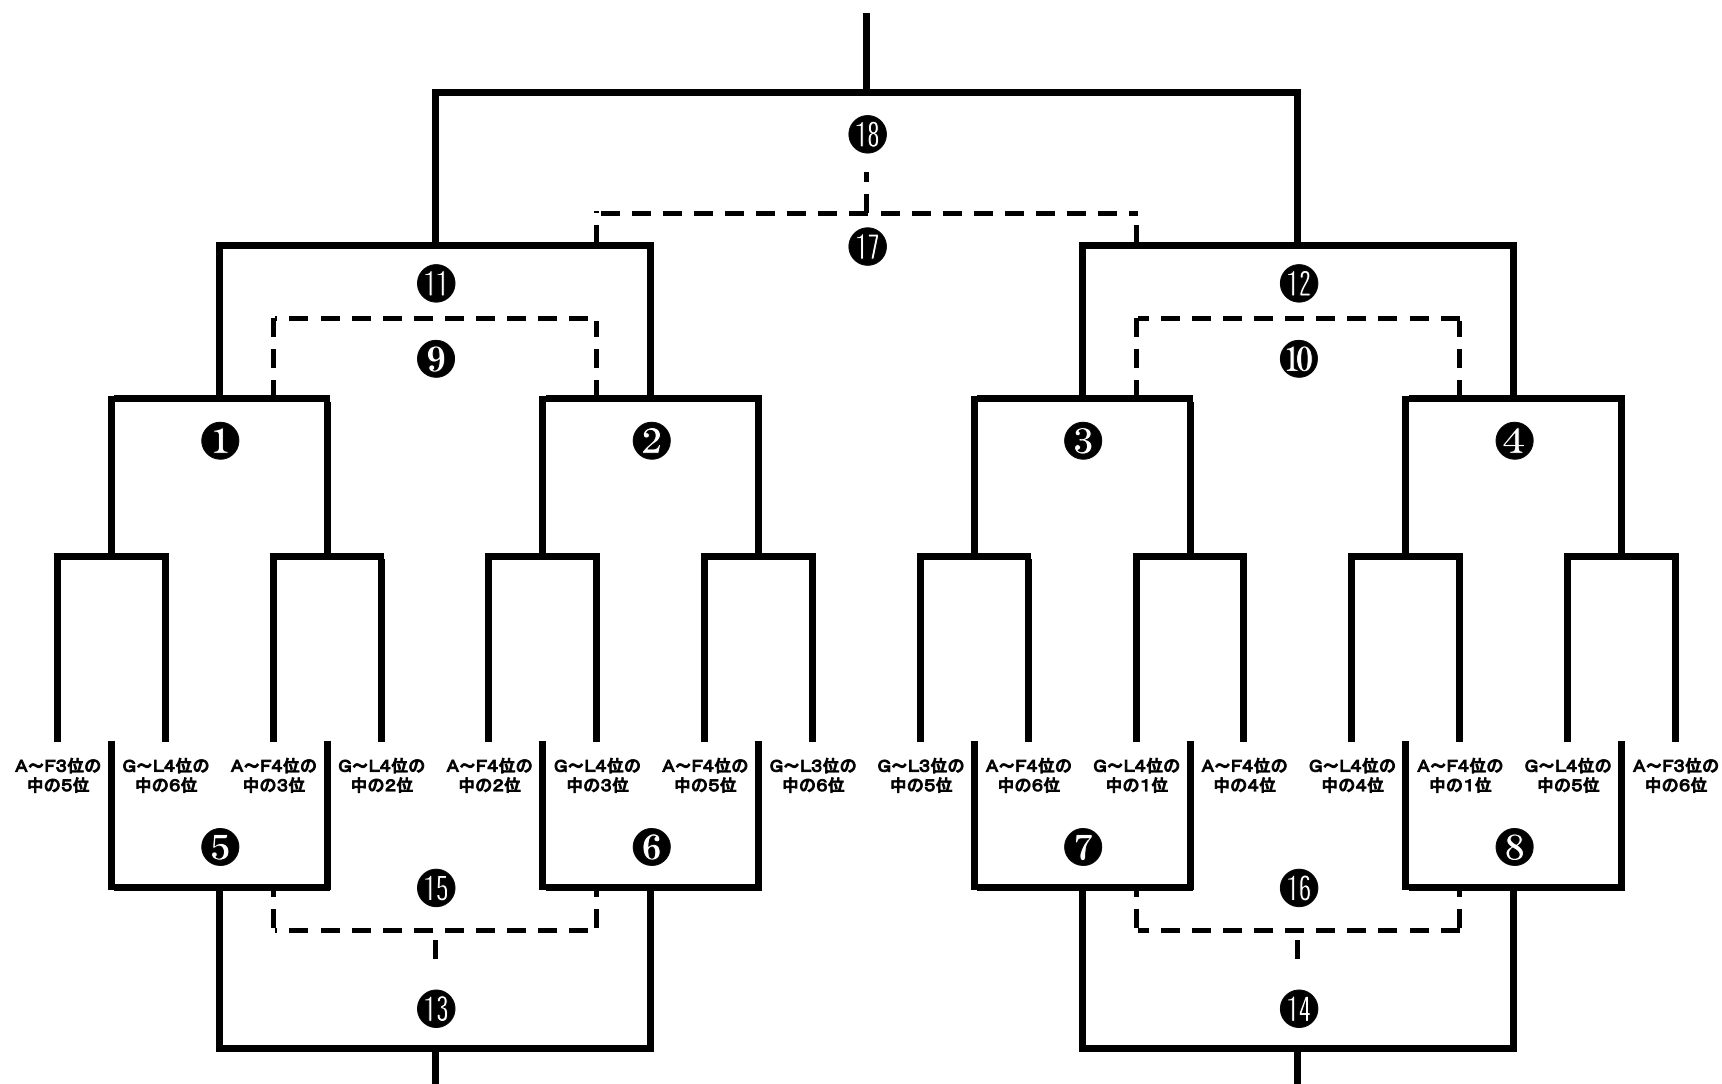 ⓲
⓱
⓫
⓬
❾
❿
❶
❷
❸
❹
A～F3位の
中の5位
G～L4位の
中の6位
A～F4位の
中の3位
G～L4位の
中の2位
A～F4位の
中の2位
G～L4位の
中の3位
A～F4位の
中の5位
G～L3位の
中の6位
G～L3位の
中の5位
A～F4位の
中の6位
G～L4位の
中の1位
A～F4位の
中の4位
G～L4位の
中の4位
A～F4位の
中の1位
G～L4位の
中の5位
A～F3位の
中の6位
❺
❻
❼
❽
⓯
⓰
⓭
⓮